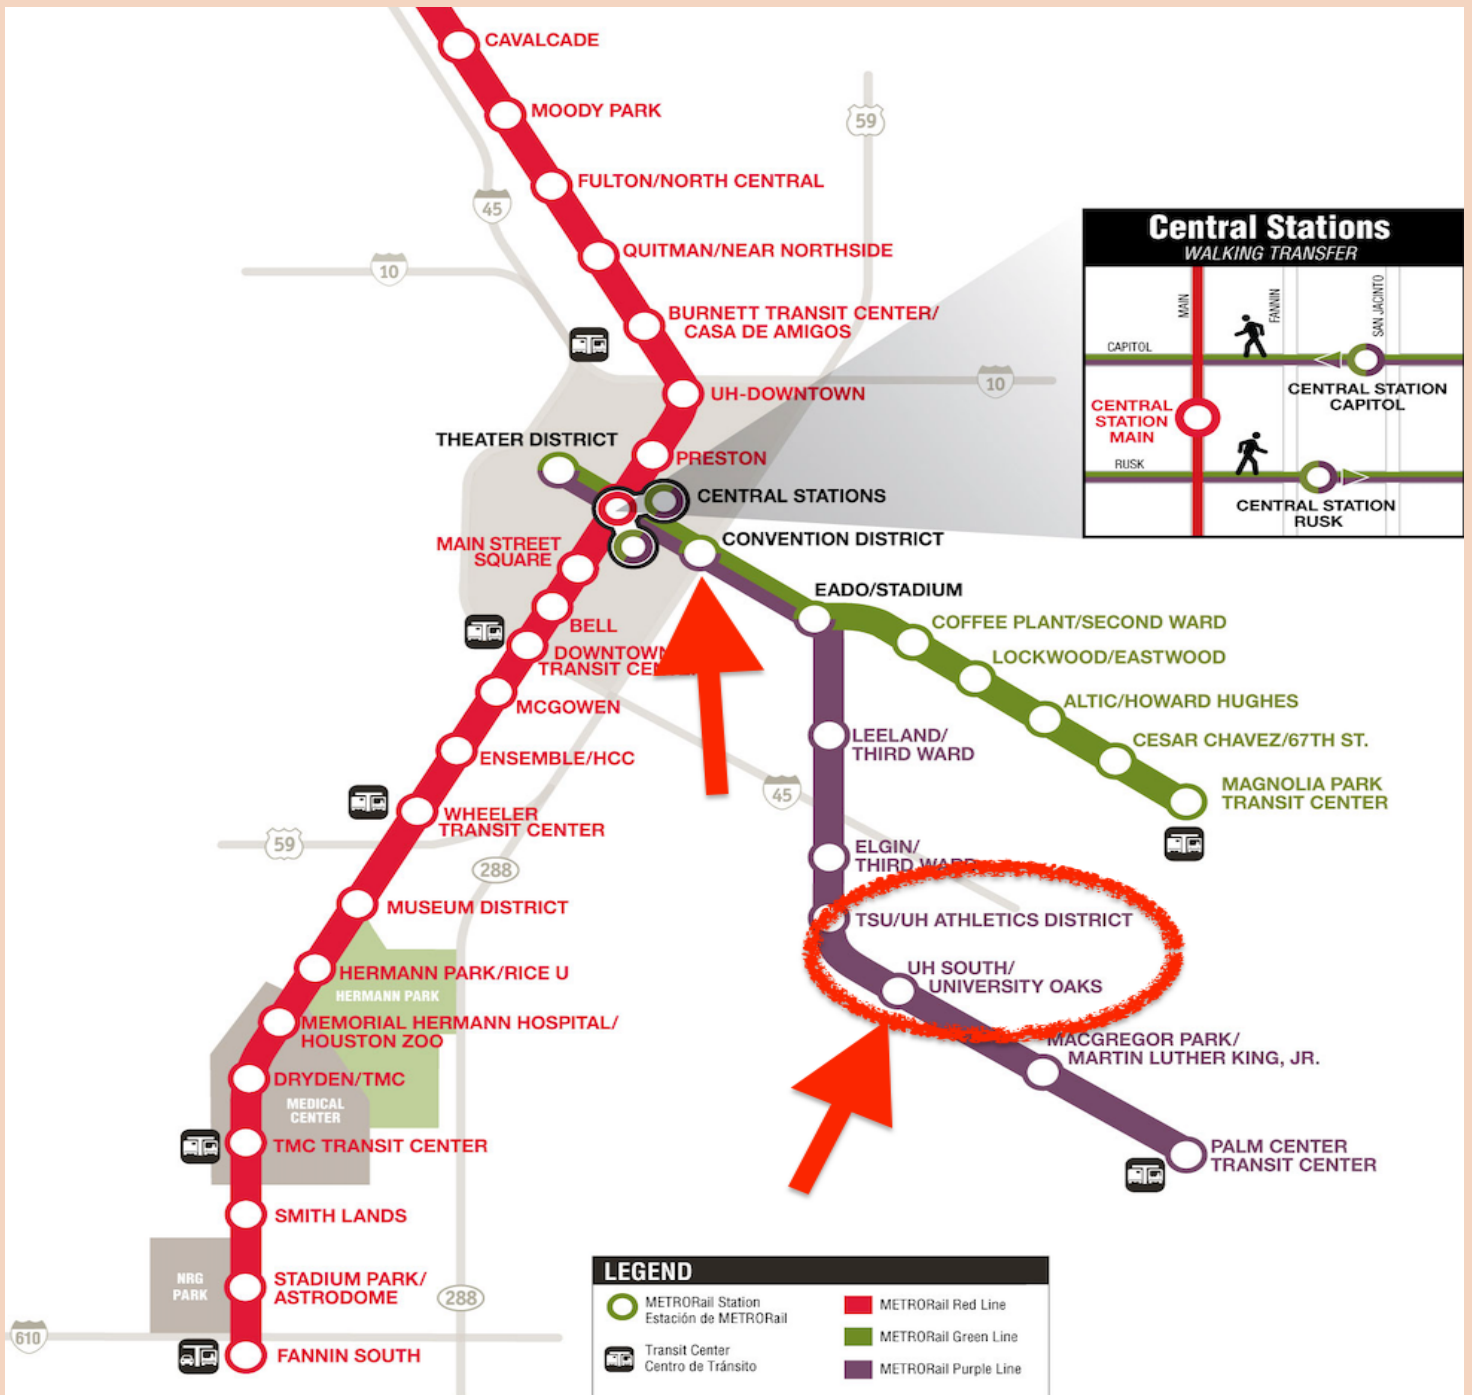 CAVALCADE
MOODY PARK
59
FULTON/NORTH CENTRAL
45
Central Stations
WALKING TRANSFER
QUITMAN/NEAR NORTHSIDE
10
MAIN
FANNIN
SAN JACINTO
BURNETT TRANSIT CENTER/
CASA DE AMIGOS
CAPITOL
10
UH-DOWNTOWN
CENTRAL STATION
CAPITOL
CENTRAL
STATION
MAIN
THEATER DISTRICT
PRESTON
RUSK
CENTRAL STATIONS
CENTRAL STATION
RUSK
CONVENTION DISTRICT
MAIN STREET
SQUARE
EADO/STADIUM
BELL
COFFEE PLANT/SECOND WARD
DOWNTOWN
TRANSIT CENTER
LOCKWOOD/EASTWOOD
MCGOWEN
ALTIC/HOWARD HUGHES
LEELAND/
THIRD WARD
CESAR CHAVEZ/67TH ST.
ENSEMBLE/HCC
MAGNOLIA PARK
TRANSIT CENTER
45
WHEELER
TRANSIT CENTER
59
ELGIN/
THIRD WARD
288
MUSEUM DISTRICT
TSU/UH ATHLETICS DISTRICT
HERMANN PARK/RICE U
UH SOUTH/
UNIVERSITY OAKS
HERMANN PARK
MEMORIAL HERMANN HOSPITAL/
HOUSTON ZOO
MACGREGOR PARK/
MARTIN LUTHER KING, JR.
DRYDEN/TMC
MEDICAL
CENTER
TMC TRANSIT CENTER
PALM CENTER
TRANSIT CENTER
SMITH LANDS
NRG
PARK
STADIUM PARK/
ASTRODOME
288
610
FANNIN SOUTH
LEGEND
METRORail Station
Estación de METRORail
Transit Center
Centro de Tránsito
METRORail Red Line
METRORail Green Line
METRORail Purple Line